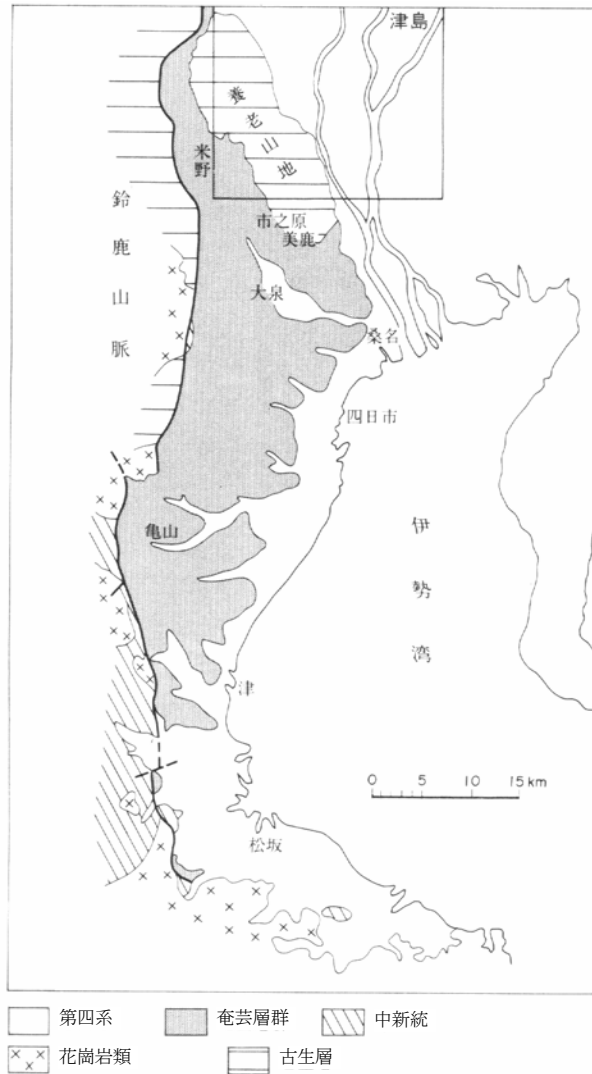 津島
養老山地
米野
鈴鹿山脈
市之原
美鹿
大泉
桑名
四日市
亀山
伊勢湾
津
0 5 10 15 km
松坂
第四系
奄芸層群
中新統
花崗岩類
古生層